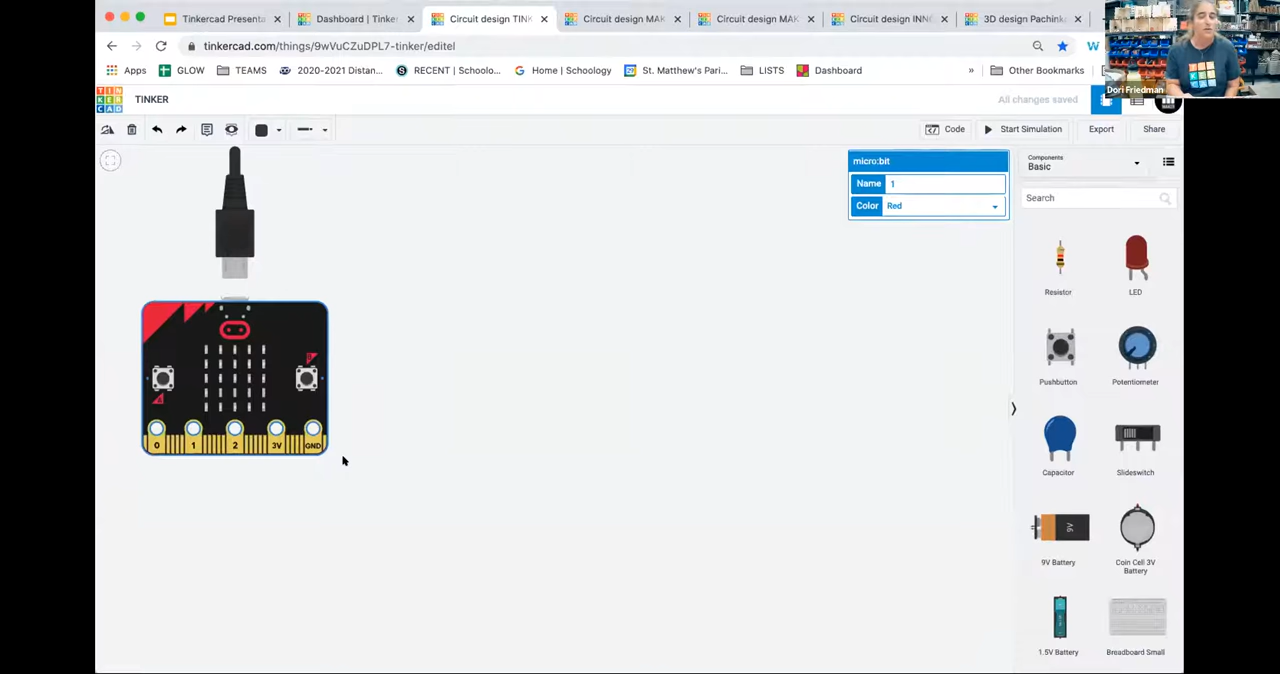 Tinkercad Presenta
Dashboard | Tinker
Circuit design TINK
Circuit design MAK
Circuit design MAK
Circuit design INN
3D design Pachink
tinkercad.com/things/9wVuCZuDPL7-tinker/editel
W
Apps
GLOW
TEAMS
2020-2021 Distan...
RECENT | Schoolo...
Home | Schoology
St. Matthew's Pari...
LISTS
Dashboard
»
Other Bookmarks
Dori Friedman
TIN
KER
CAD
TINKER
All changes saved
Code
Start Simulation
Export
Share
micro:bit
Name 1
Color Red
Components
Basic
Search
Resistor
LED
Pushbutton
Potentiometer
Capacitor
Slideswitch
9V
9V Battery
Coin Cell 3V
Battery
1.5V Battery
Breadboard Small
B
A
0 1 2 3V GND